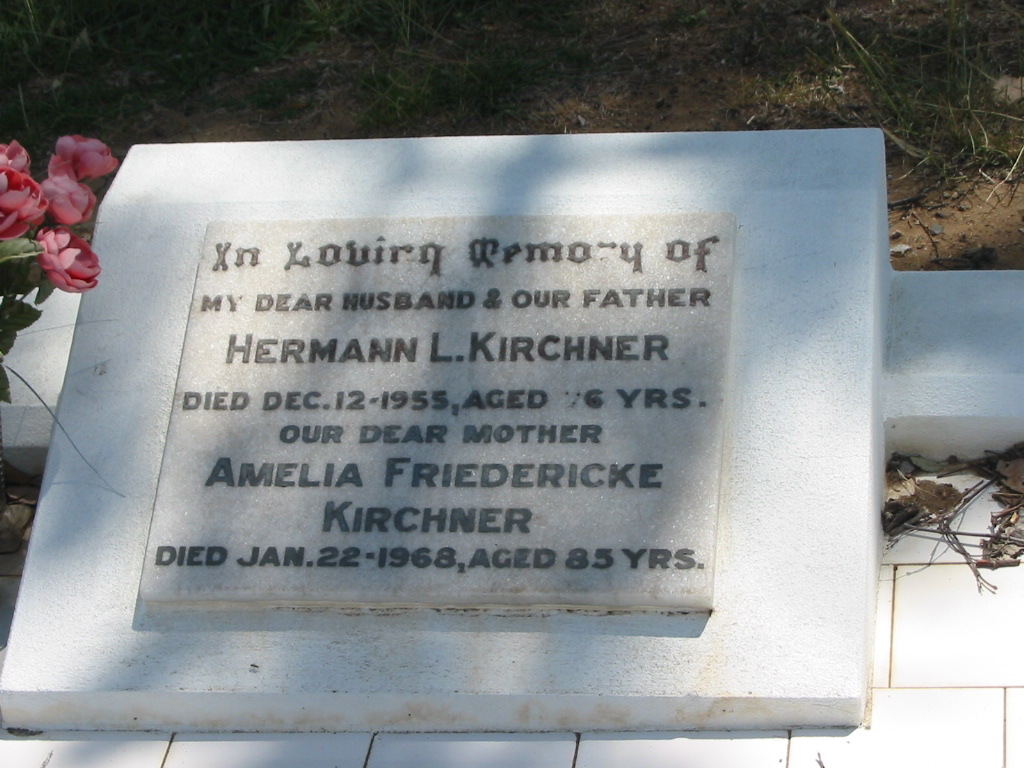 In Loving Memory of
MY DEAR HUSBAND & OUR FATHER
HERMANN L. KIRCHNER
DIED DEC. 12-1955, AGED 6 YRS.
OUR DEAR MOTHER
AMELIA FRIEDERICKE
KIRCHNER
DIED JAN. 22-1968, AGED 85 YRS.